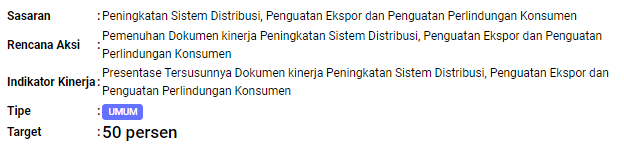 Sasaran : Peningkatan Sistem Distribusi, Penguatan Ekspor dan Penguatan Perlindungan Konsumen
Rencana Aksi : Pemenuhan Dokumen kinerja Peningkatan Sistem Distribusi, Penguatan Ekspor dan Penguatan
Perlindungan Konsumen
Indikator Kinerja : Presentase Tersusunnya Dokumen kinerja Peningkatan Sistem Distribusi, Penguatan Ekspor dan
Penguatan Perlindungan Konsumen
Tipe : UMUM
Target : 50 persen